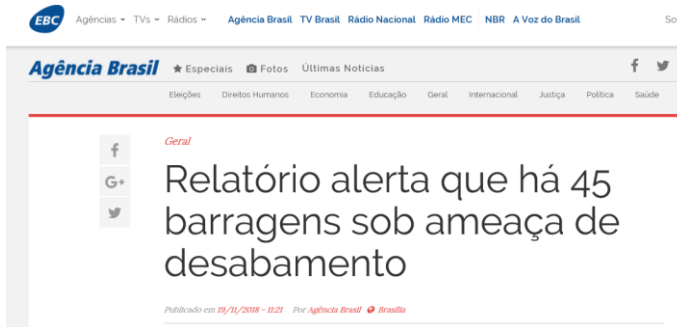 EBC Agências TVs Rádios Agência Brasil TV Brasil Rádio Nacional Rádio MEC NBR A Voz do Brasil So
Agência Brasil Especiais Fotos Últimas Notícias
Eleições Direitos Humanos Economia Educação Geral Internacional Justiça Política Saúde
Geral
Relatório alerta que há 45
barragens sob ameaça de
desabamento
Publicado em 19/11/2018 - 11:21 Por Agência Brasil Brasília